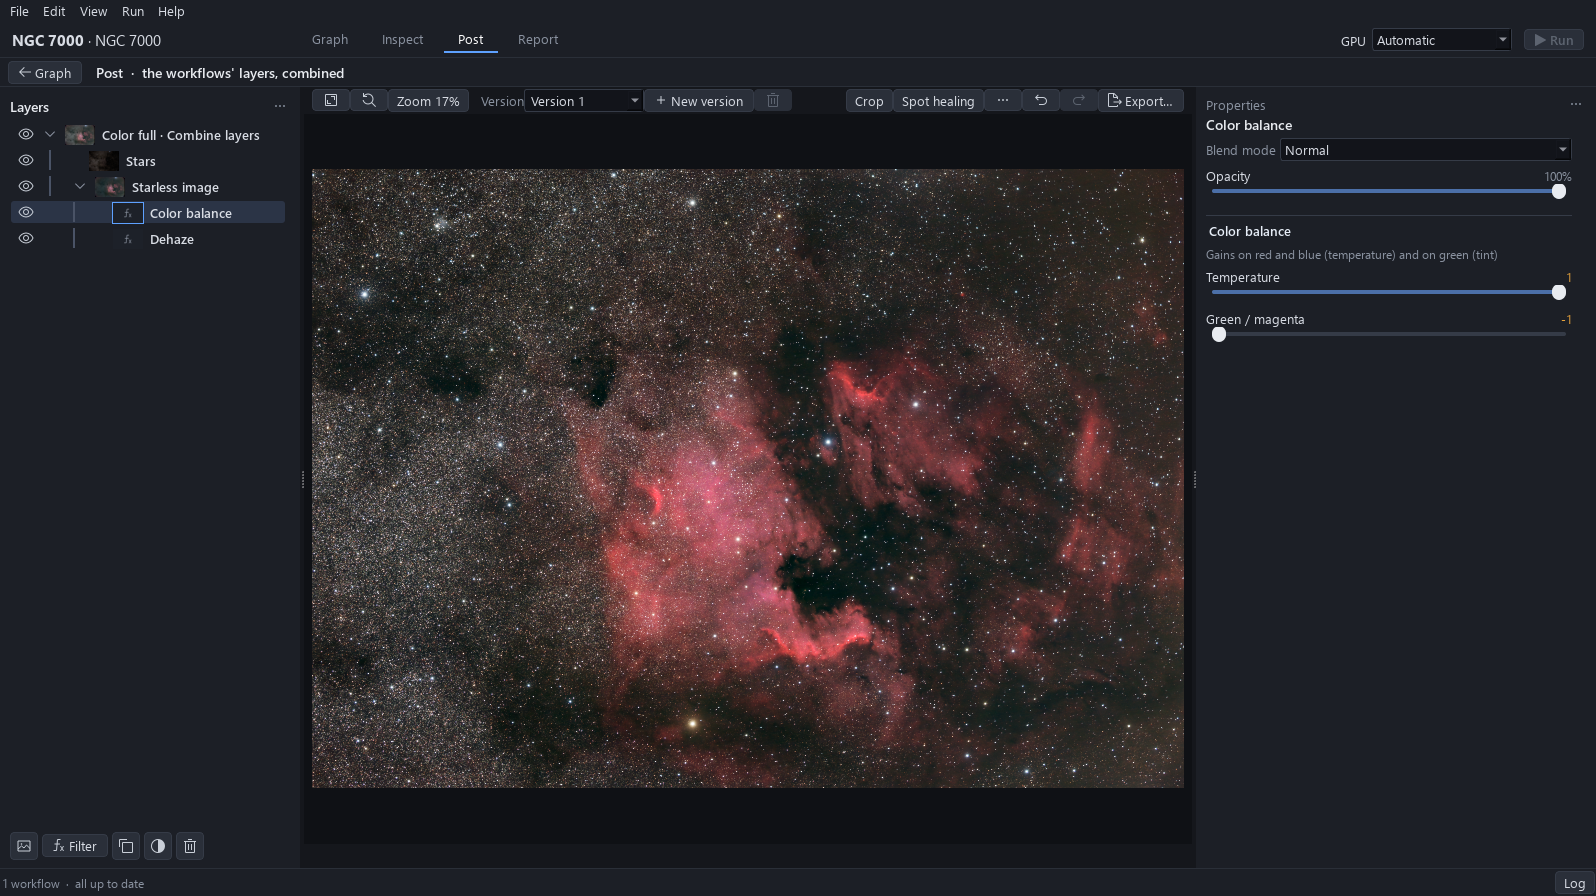 File Edit View Run Help
NGC 7000 · NGC 7000
Graph Inspect Post Report
GPU Automatic Run
Graph
Post · the workflows' layers, combined
Layers
Color full · Combine layers
Stars
Starless image
fx Color balance
fx Dehaze
fx Filter
Zoom 17% Version Version 1 + New version
Crop Spot healing ... Export...
Properties
Color balance
Blend mode Normal
Opacity 100%
Color balance
Gains on red and blue (temperature) and on green (tint)
Temperature 1
Green / magenta -1
1 workflow · all up to date
Log